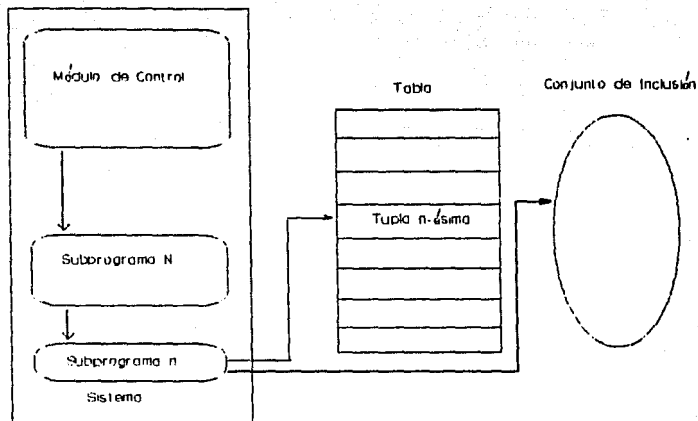 Módulo de Control
Tabla
Conjunto de Inclusión
Tupla n-ésima
Subprograma N
Subprograma n
Sistema